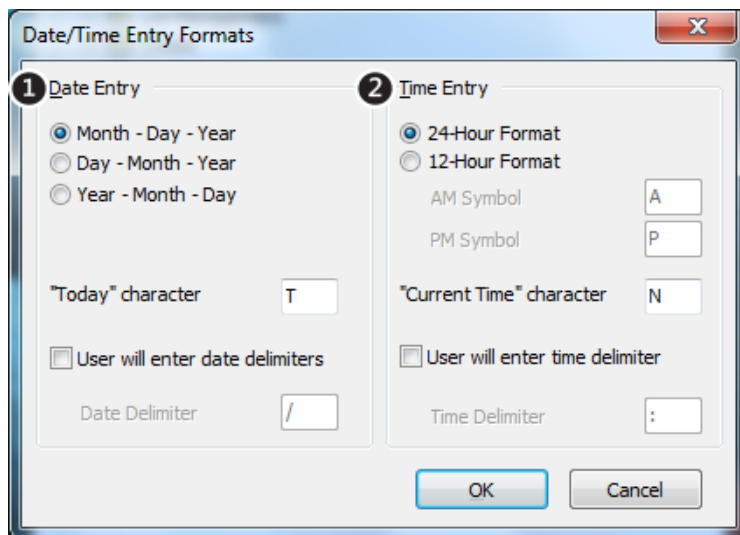 Date/Time Entry Formats
1 Date Entry
Month - Day - Year
Day - Month - Year
Year - Month - Day
"Today" character T
User will enter date delimiters
Date Delimiter /
2 Time Entry
24-Hour Format
12-Hour Format
AM Symbol A
PM Symbol P
"Current Time" character N
User will enter time delimiter
Time Delimiter :
OK Cancel